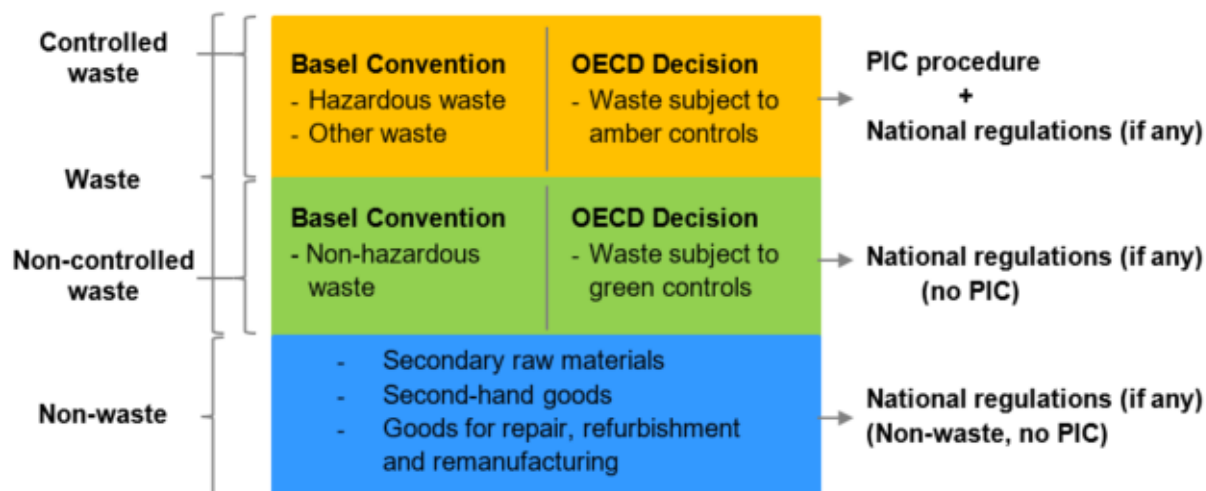 Controlled
waste
Waste
Non-controlled
waste
Non-waste
Basel Convention
- Hazardous waste
- Other waste
OECD Decision
- Waste subject to
amber controls
PIC procedure
+
National regulations (if any)
Basel Convention
- Non-hazardous
waste
OECD Decision
- Waste subject to
green controls
National regulations (if any)
(no PIC)
- Secondary raw materials
- Second-hand goods
- Goods for repair, refurbishment
and remanufacturing
National regulations (if any)
(Non-waste, no PIC)